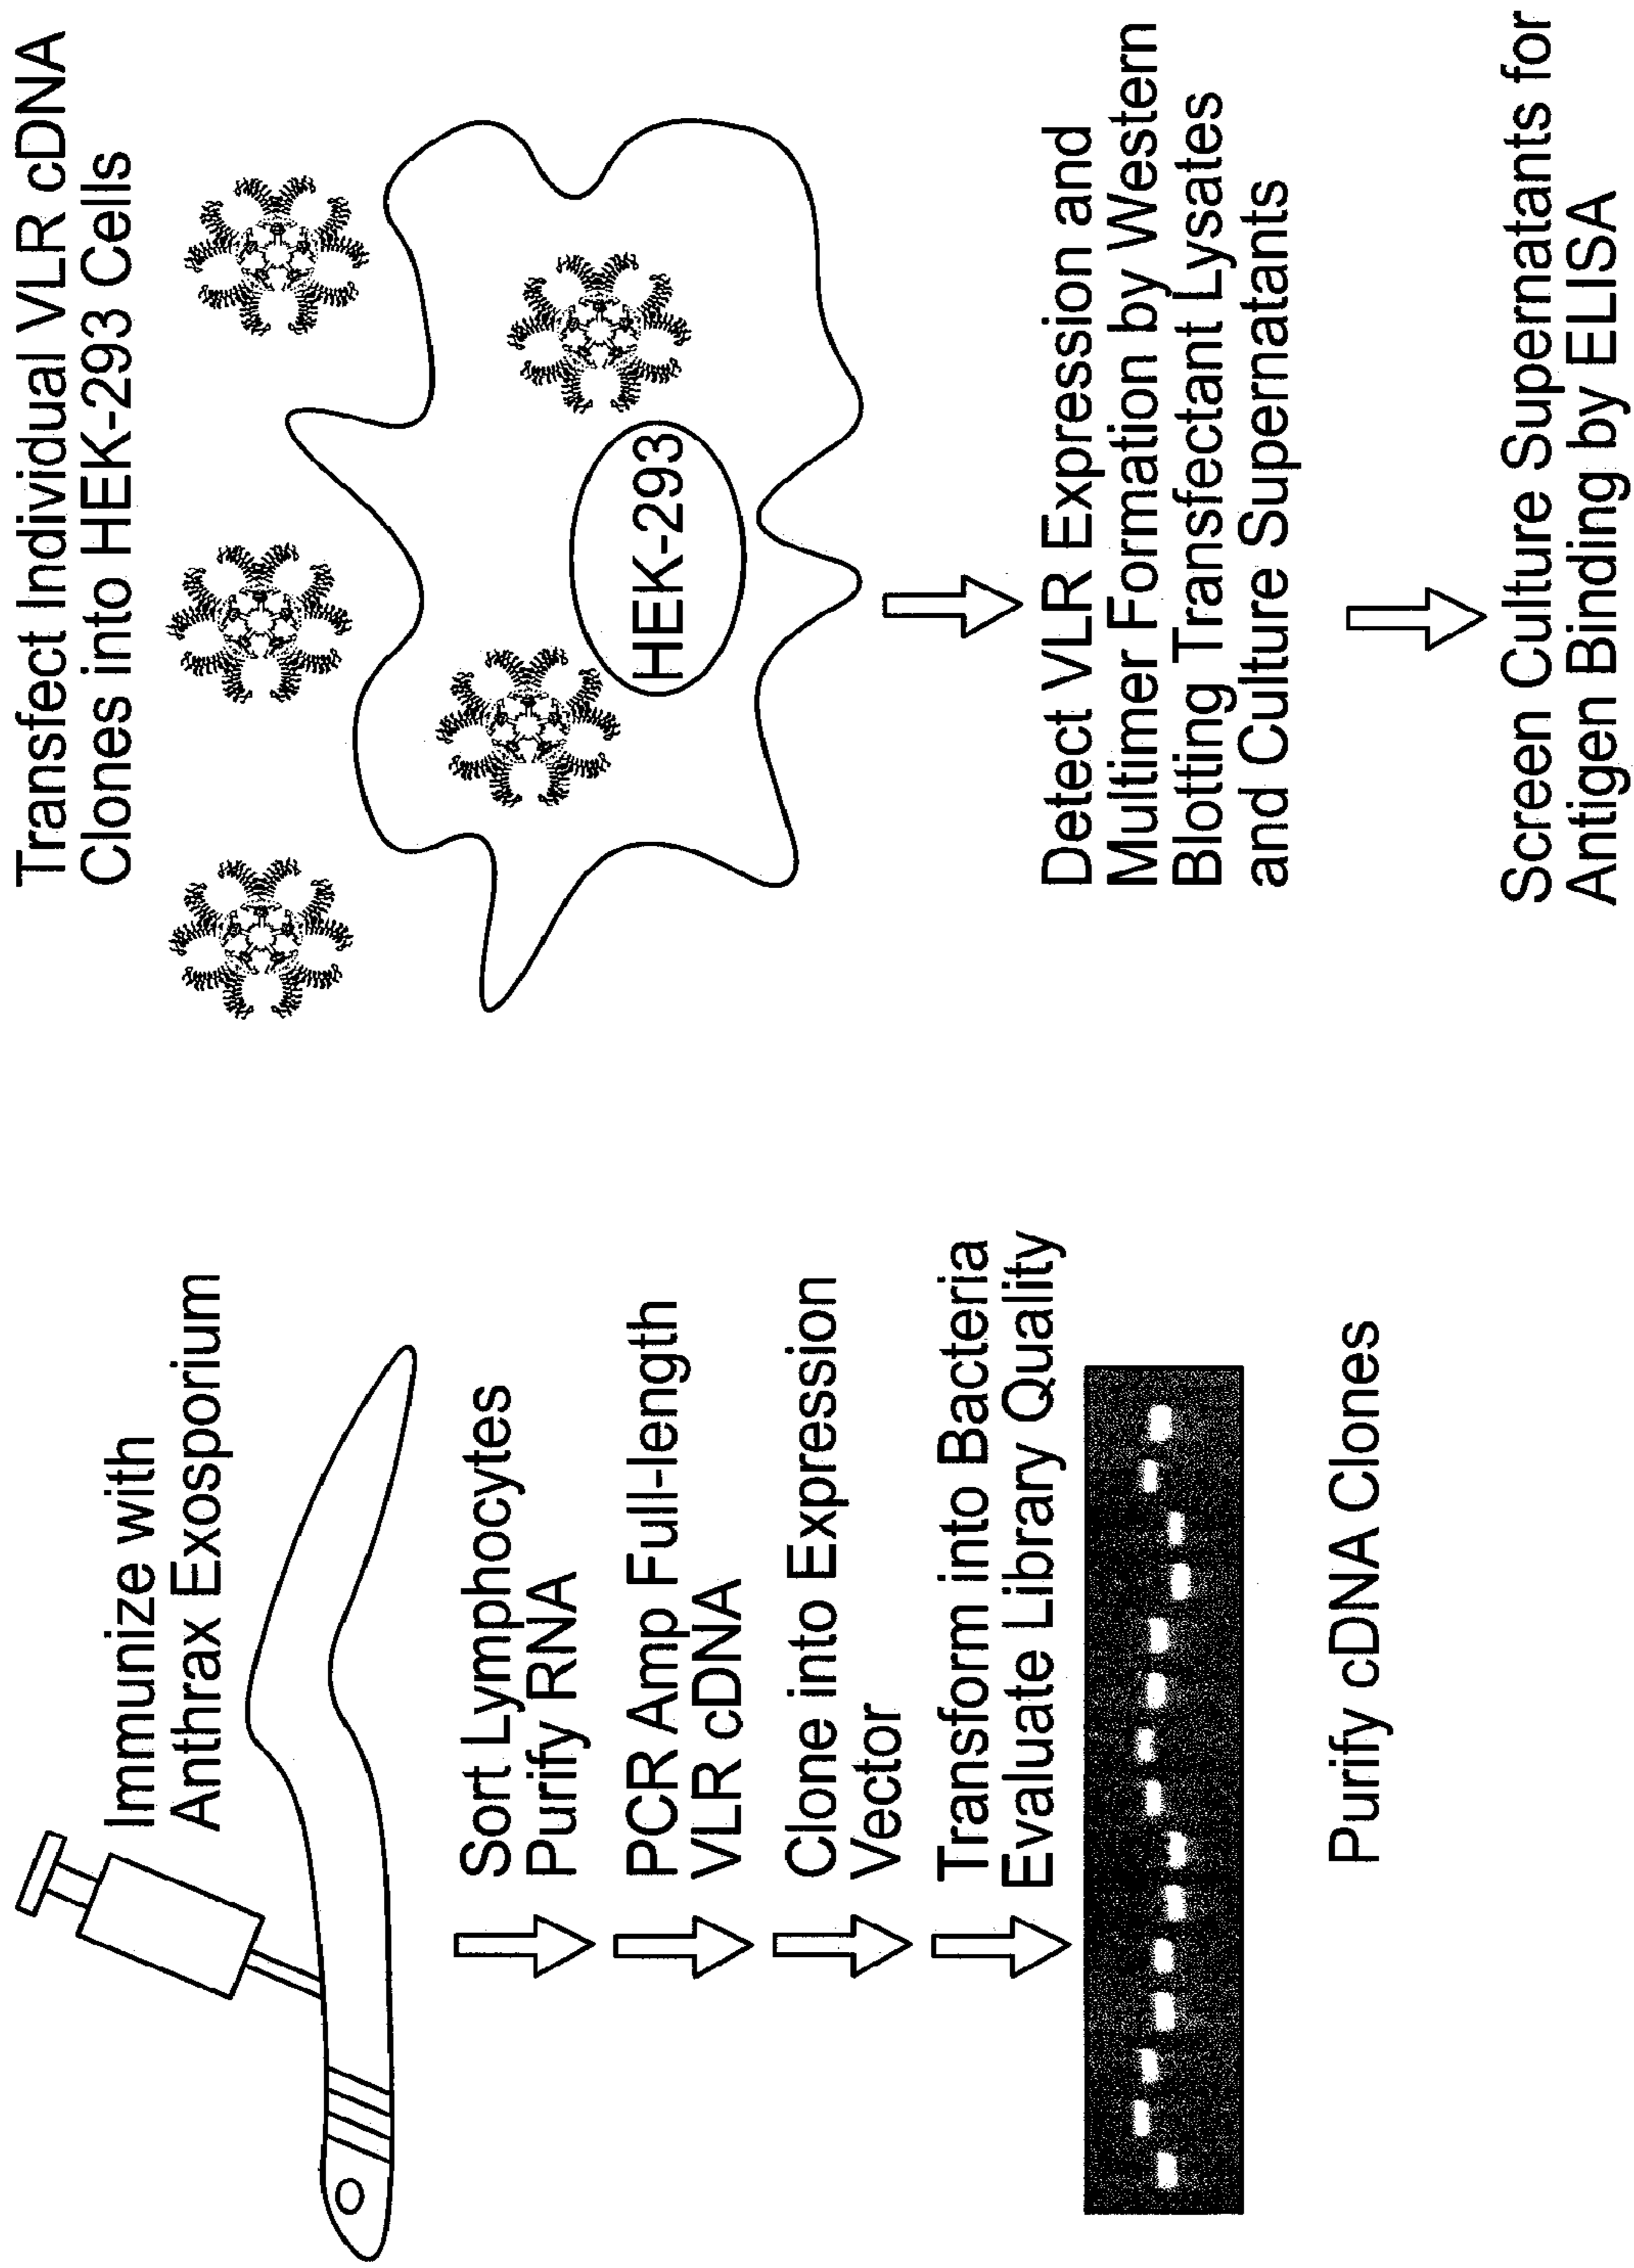 Immunize with
Anthrax Exosporium
Sort Lymphocytes
Purify RNA
PCR Amp Full-length
VLR cDNA
Clone into Expression
Vector
Transform into Bacteria
Evaluate Library Quality
Purify cDNA Clones
Transfect Individual VLR cDNA
Clones into HEK-293 Cells
HEK-293
Detect VLR Expression and
Multimer Formation by Western
Blotting Transfectant Lysates
and Culture Supernatants
Screen Culture Supernatants for
Antigen Binding by ELISA